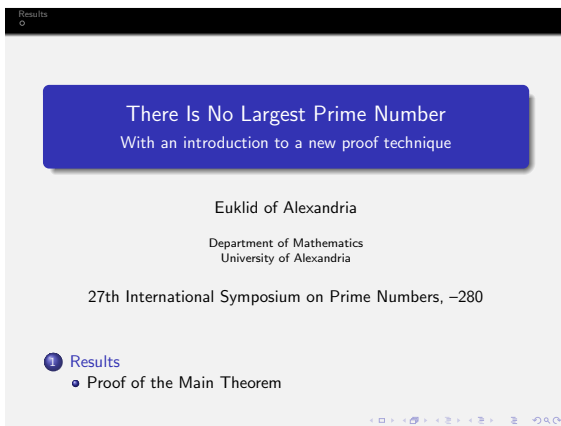 Results
There Is No Largest Prime Number
With an introduction to a new proof technique
Euklid of Alexandria
Department of Mathematics
University of Alexandria
27th International Symposium on Prime Numbers, –280
1 Results
Proof of the Main Theorem